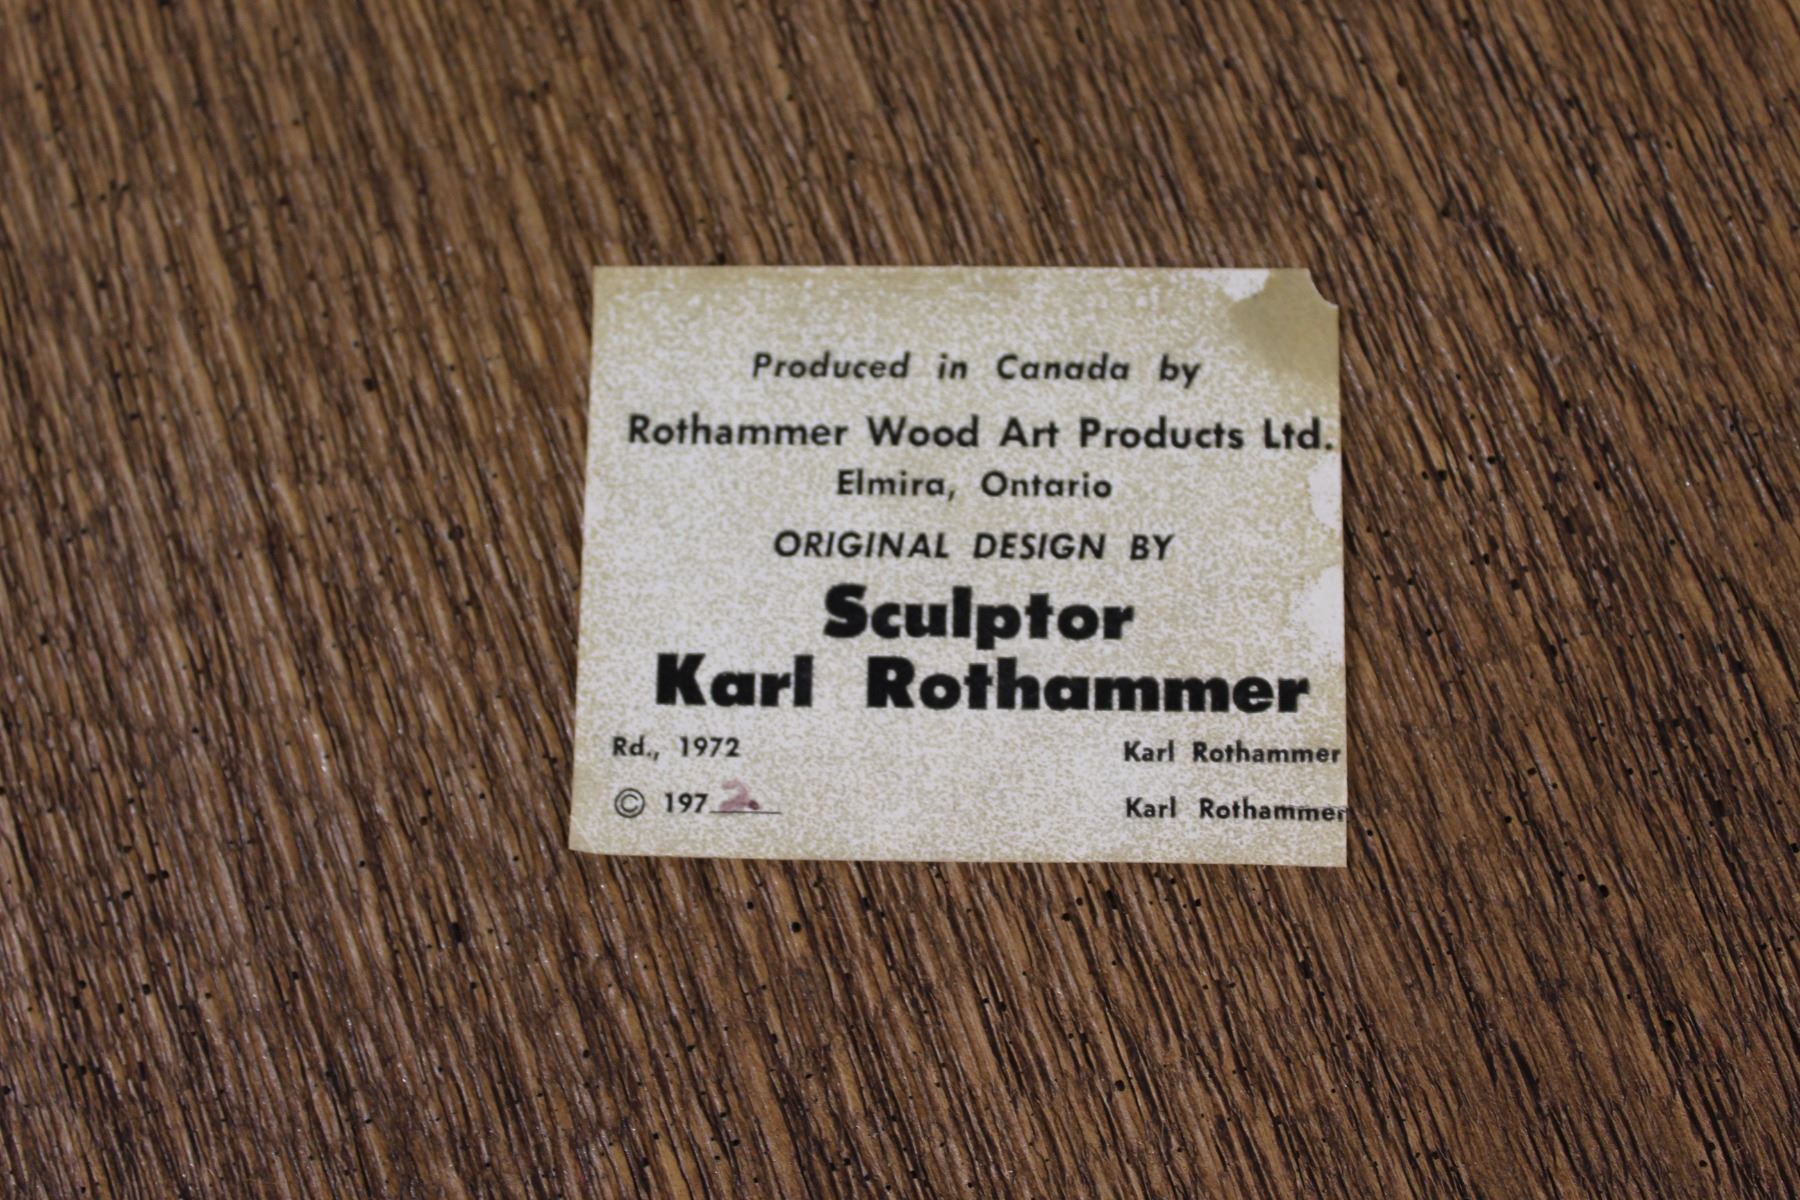 Produced in Canada by
Rothammer Wood Art Products Ltd.
Elmira, Ontario
ORIGINAL DESIGN BY
Sculptor
Karl Rothammer
Rd., 1972 Karl Rothammer
© 1972 Karl Rothammer